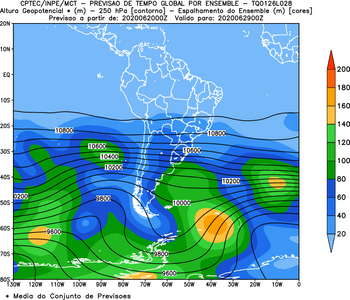 CPTEC/INPE/MCT - PREVISAO DE TEMPO GLOBAL POR ENSEMBLE - TQ0126L028
Altura Geopotencial * (m) - 250 hPa [contorno] - Espalhamento do Ensemble (m) [cores]
Previsao a partir de: 2020062000Z Valido para: 2020062900Z
20N
10N
EQ
10S
20S
30S
40S
50S
60S
70S
80S
10800
10800
10600
10600
10400
10200
10200
10200
9800
10000
9600
9800
9600
130W 120W 110W 100W 90W 80W 70W 60W 50W 40W 30W 20W 10W 0
200
180
160
140
120
100
80
60
40
20
* Media do Conjunto de Previsoes